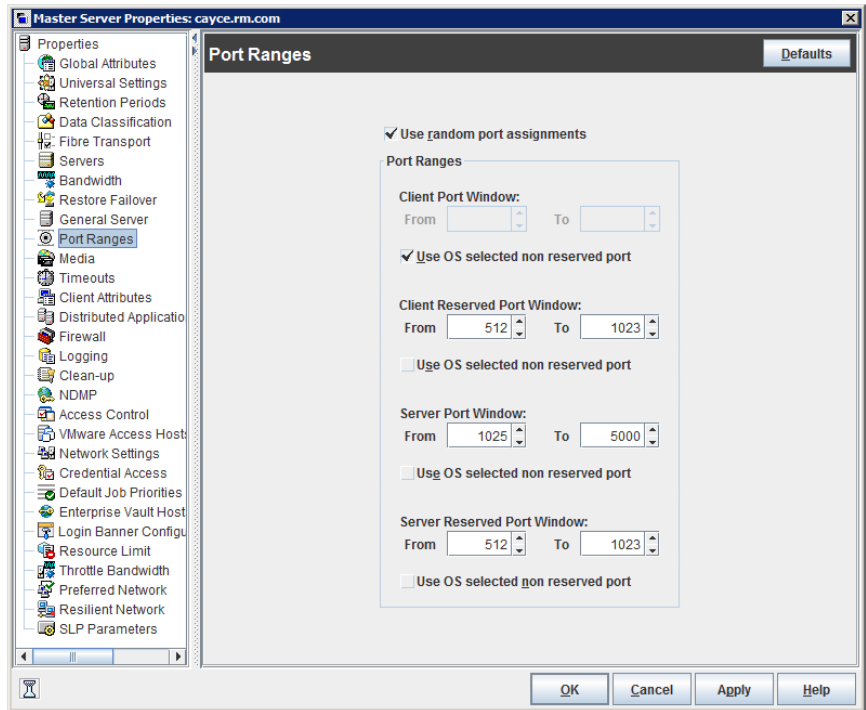 Master Server Properties: cayce.rm.com
Properties
Global Attributes
Universal Settings
Retention Periods
Data Classification
Fibre Transport
Servers
Bandwidth
Restore Failover
General Server
Port Ranges
Media
Timeouts
Client Attributes
Distributed Applicatio
Firewall
Logging
Clean-up
NDMP
Access Control
VMware Access Hosts
Network Settings
Credential Access
Default Job Priorities
Enterprise Vault Host
Login Banner Configu
Resource Limit
Throttle Bandwidth
Preferred Network
Resilient Network
SLP Parameters
Port Ranges
Defaults
Use random port assignments
Port Ranges
Client Port Window:
From To
Use OS selected non reserved port
Client Reserved Port Window:
From 512 To 1023
Use OS selected non reserved port
Server Port Window:
From 1025 To 5000
Use OS selected non reserved port
Server Reserved Port Window:
From 512 To 1023
Use OS selected non reserved port
OK Cancel Apply Help